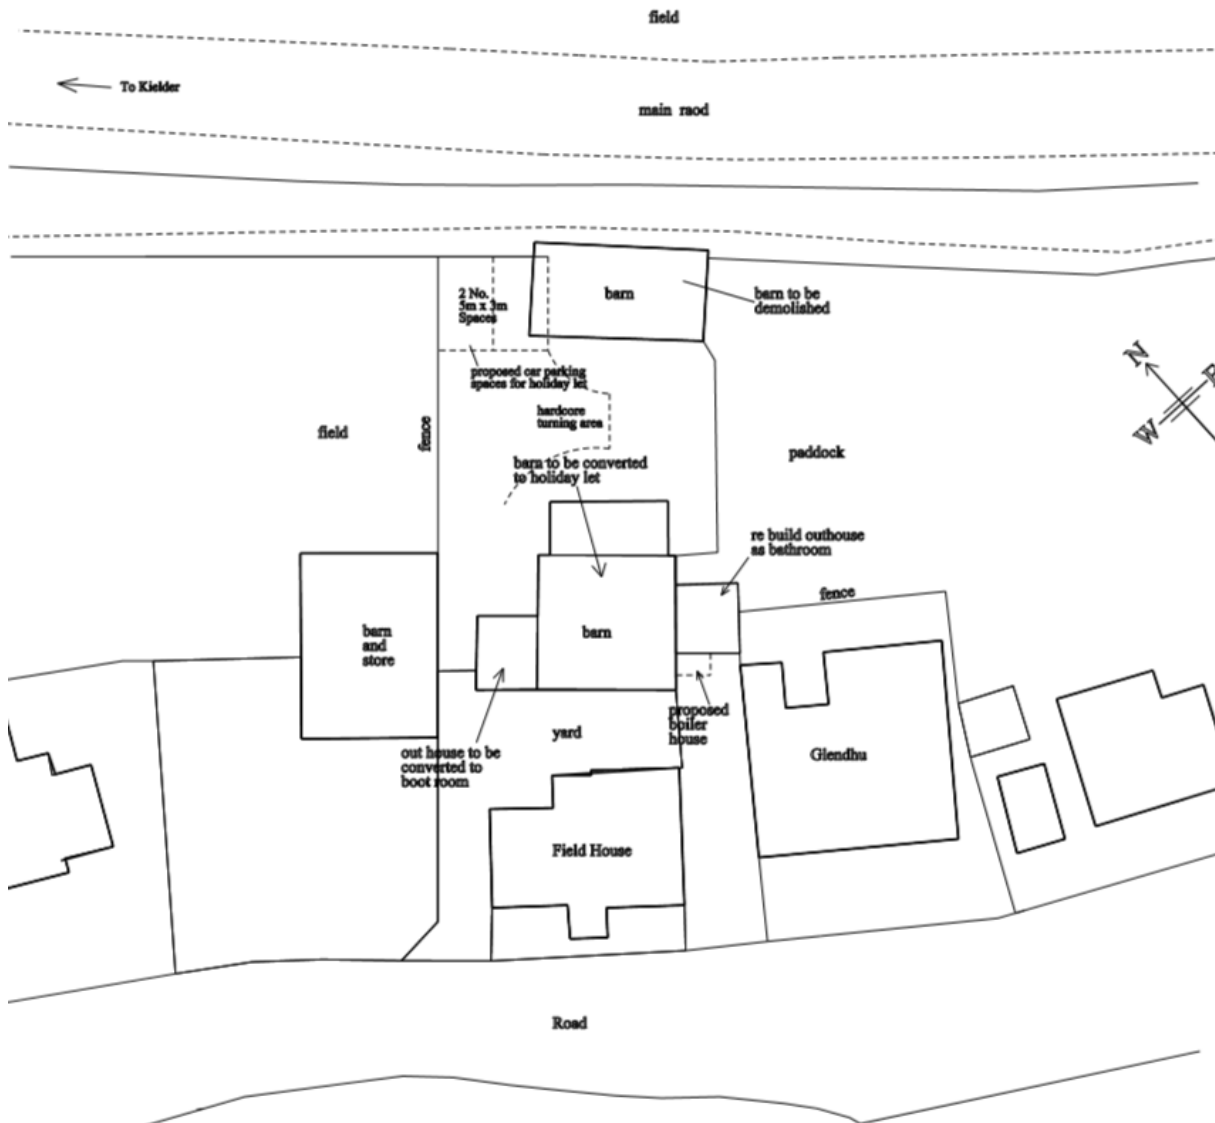 field
To Kielder
main raod
2 No.
5m x 3m
Spaces
barn
barn to be
demolished
proposed car parking
spaces for holiday let
hardcore
turning area
fence
field
paddock
N
W
barn to be converted
to holiday let
re build outhouse
as bathroom
fence
barn
and
store
barn
proposed
boiler
house
yard
out house to be
converted to
boot room
Glendhu
Field House
Road